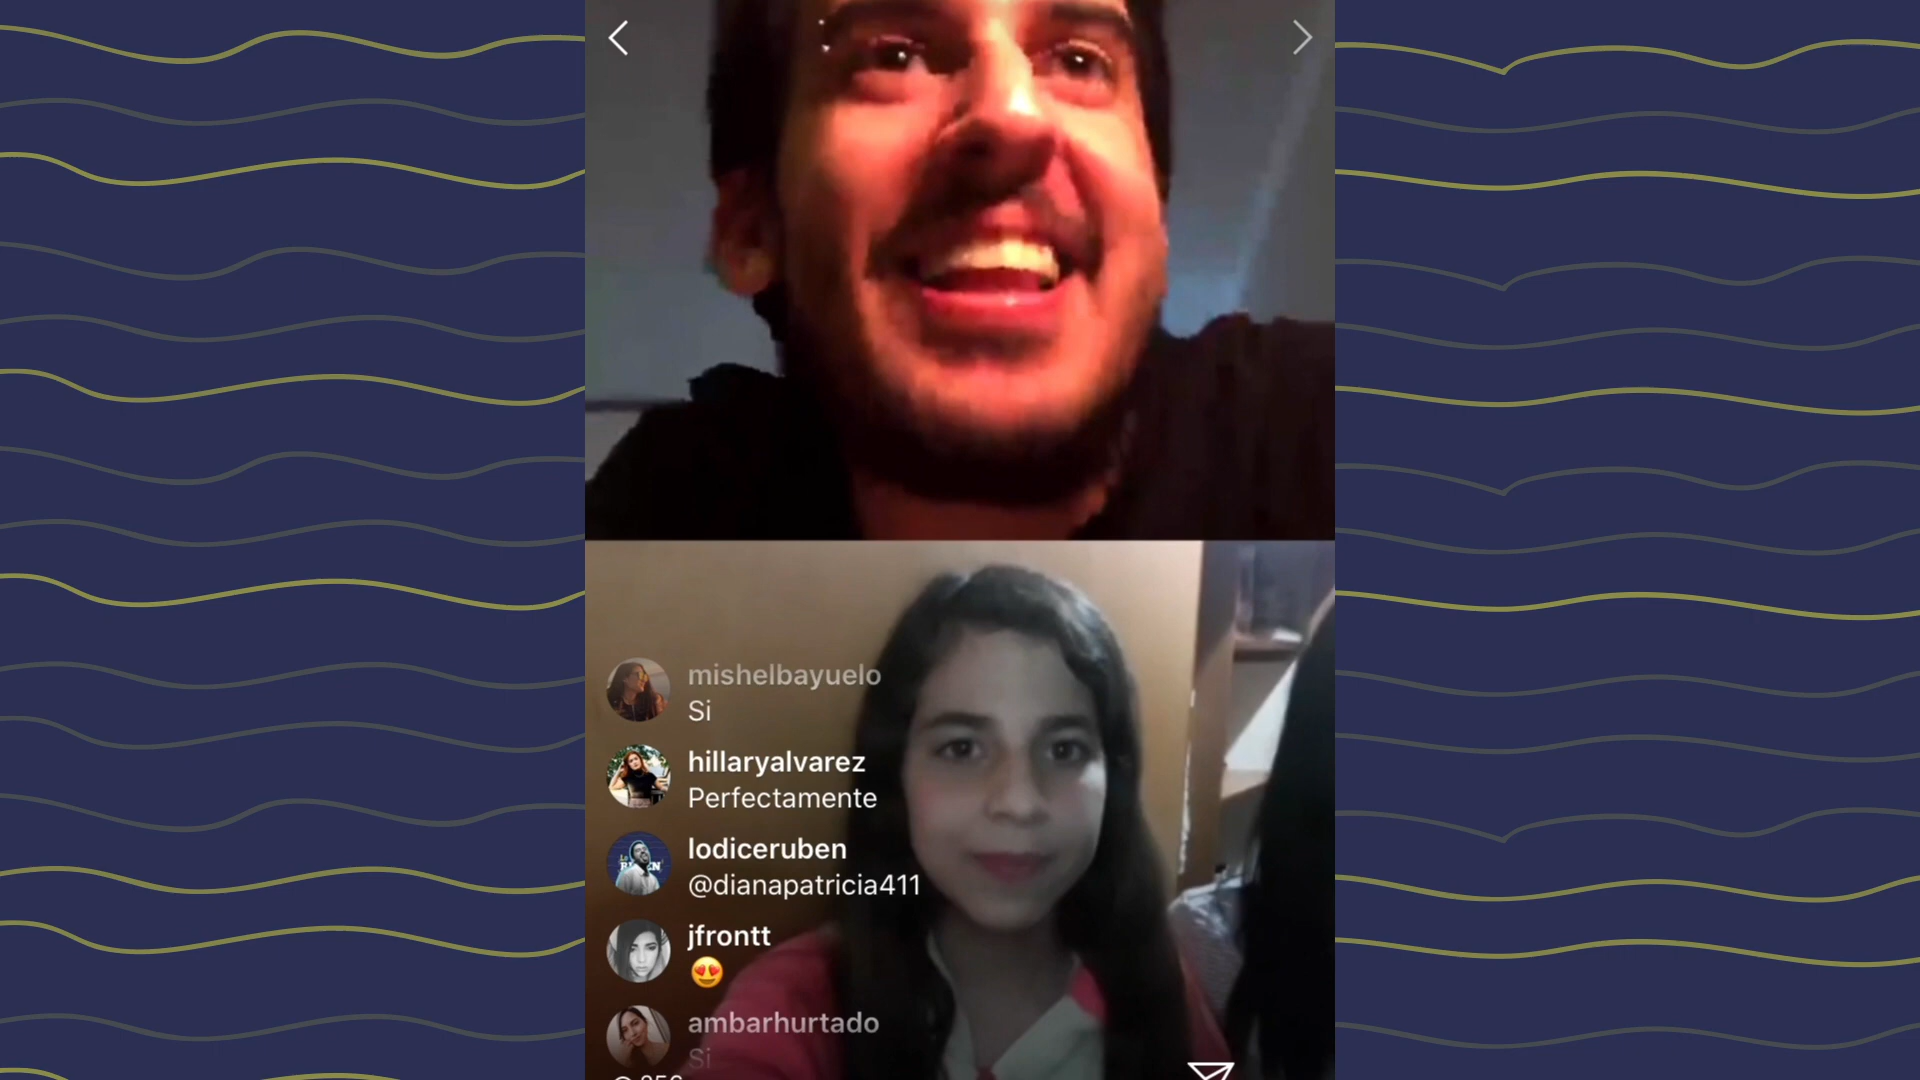 mishelbayuelo
Si
hillaryalvarez
Perfectamente
lodiceruben
@dianapatricia411
jfrontt
😍
ambarhurtado
Si